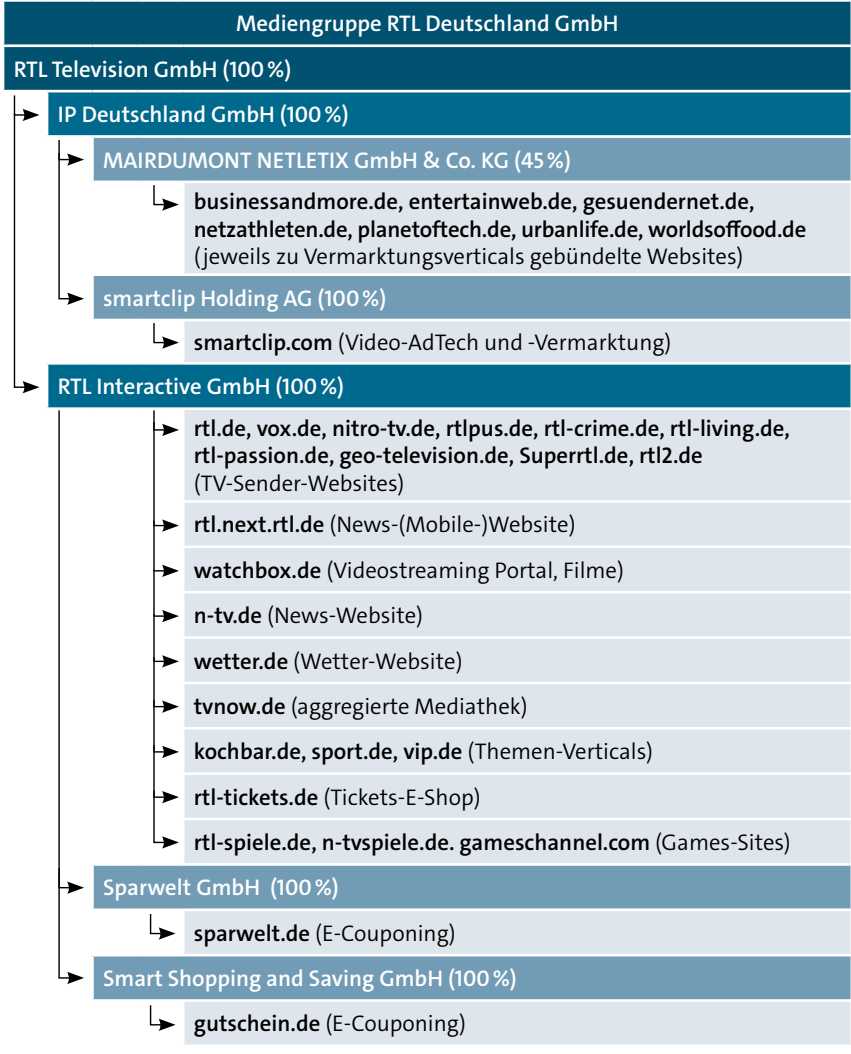 Mediengruppe RTL Deutschland GmbH
RTL Television GmbH (100 %)
IP Deutschland GmbH (100 %)
MAIRDUMONT NETLETIX GmbH & Co. KG (45 %)
businessandmore.de, entertainweb.de, gesuendernet.de,
netzathleten.de, planetoftech.de, urbanlife.de, worldsoffood.de
(jeweils zu Vermarktungsverticals gebündelte Websites)
smartclip Holding AG (100 %)
smartclip.com (Video-AdTech und -Vermarktung)
RTL Interactive GmbH (100 %)
rtl.de, vox.de, nitro-tv.de, rtlpus.de, rtl-crime.de, rtl-living.de,
rtl-passion.de, geo-television.de, Superrtl.de, rtl2.de
(TV-Sender-Websites)
rtl.next.rtl.de (News-(Mobile-)Website)
watchbox.de (Videostreaming Portal, Filme)
n-tv.de (News-Website)
wetter.de (Wetter-Website)
tvnow.de (aggregierte Mediathek)
kochbar.de, sport.de, vip.de (Themen-Verticals)
rtl-tickets.de (Tickets-E-Shop)
rtl-spiele.de, n-tvspiele.de. gameschannel.com (Games-Sites)
Sparwelt GmbH (100 %)
sparwelt.de (E-Couponing)
Smart Shopping and Saving GmbH (100 %)
gutschein.de (E-Couponing)